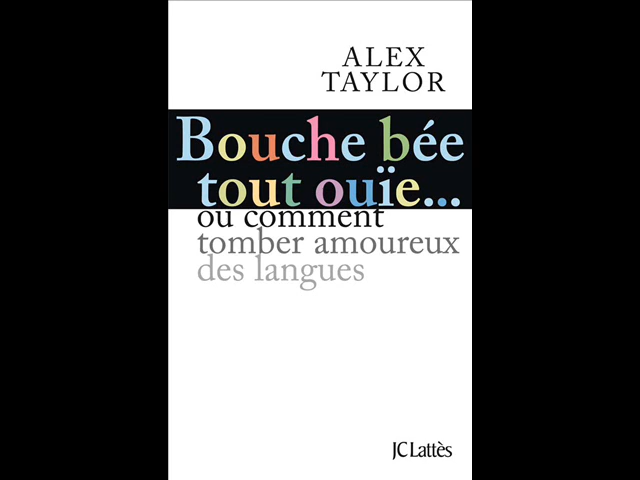 ALEX
TAYLOR
Bouche bée
tout ouïe...
ou comment
tomber amoureux
des langues
JC Lattès